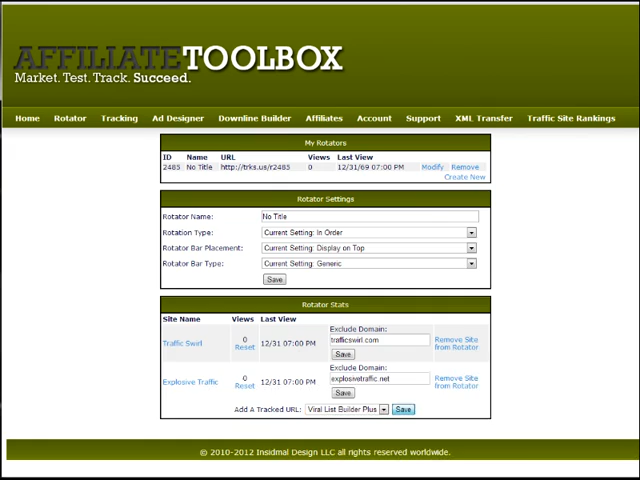 AFFILIATETOOLBOX
Market. Test. Track. Succeed.
Home Rotator Tracking Ad Designer Downline Builder Affiliates Account Support XML Transfer Traffic Site Rankings
My Rotators
ID Name URL Views Last View
2485 No Title http://trks.us/r2485 0 12/31/69 07:00 PM Modify Remove
Create New
Rotator Settings
Rotator Name: No Title
Rotation Type: Current Setting: In Order
Rotator Bar Placement: Current Setting: Display on Top
Rotator Bar Type: Current Setting: Generic
Save
Rotator Stats
Site Name Views Last View
Traffic Swirl 0 Reset 12/31 07:00 PM Exclude Domain: trafficswirl.com Save Remove Site from Rotator
Explosive Traffic 0 Reset 12/31 07:00 PM Exclude Domain: explosivetraffic.net Save Remove Site from Rotator
Add A Tracked URL: Viral List Builder Plus Save
© 2010-2012 Insidmal Design LLC all rights reserved worldwide.